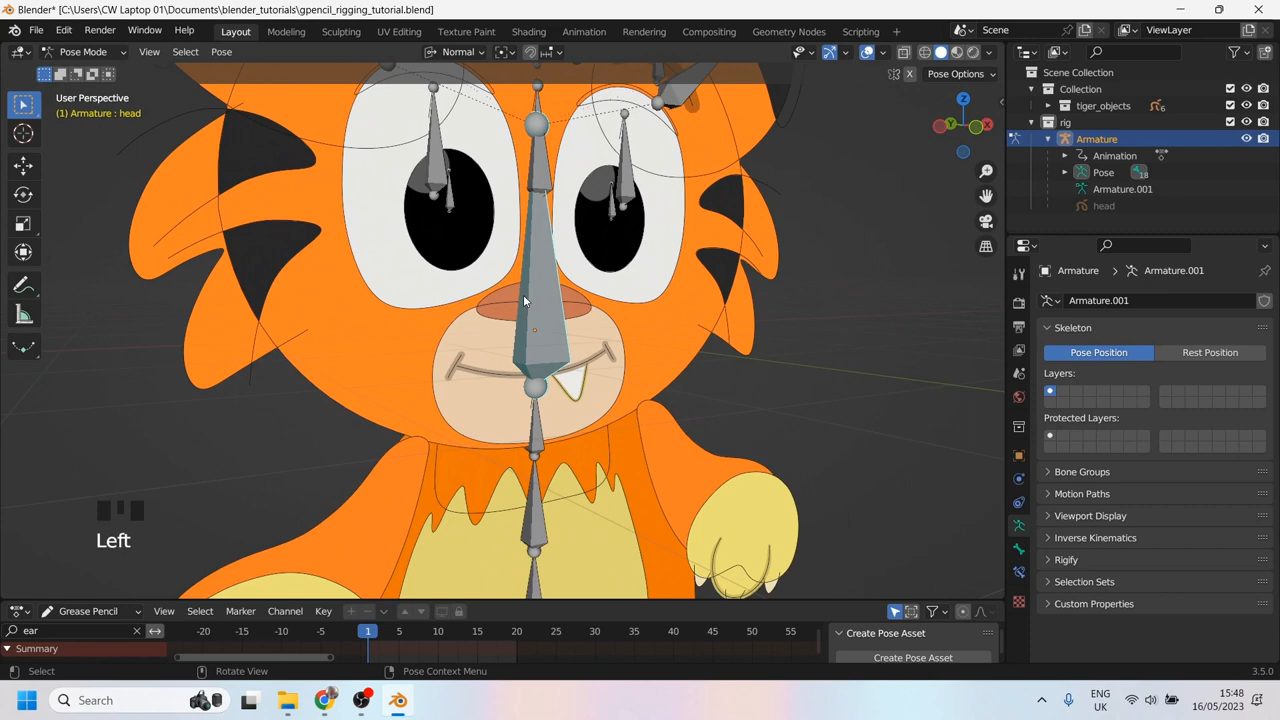 Blender* [C:\Users\CW Laptop 01\Documents\blender_tutorials\gpencil_rigging_tutorial.blend]
File Edit Render Window Help Layout Modeling Sculpting UV Editing Texture Paint Shading Animation Rendering Compositing Geometry Nodes Scripting + Scene ViewLayer
Pose Mode View Select Pose Normal
X Pose Options
User Perspective
(1) Armature : head
Z
Y X
Scene Collection
Collection
tiger_objects 6
rig
Armature
Animation
Pose 18
Armature.001
head
Armature > Armature.001
Armature.001
Skeleton
Pose Position Rest Position
Layers:
Protected Layers:
Bone Groups
Motion Paths
Viewport Display
Inverse Kinematics
Rigify
Selection Sets
Custom Properties
Left
Grease Pencil View Select Marker Channel Key
ear -20 -15 -10 -5 1 5 10 15 20 25 30 35 40 45 50 55
Summary
Create Pose Asset
Create Pose Asset
Select Rotate View Pose Context Menu 3.5.0
Search
ENG
UK
15:48
16/05/2023